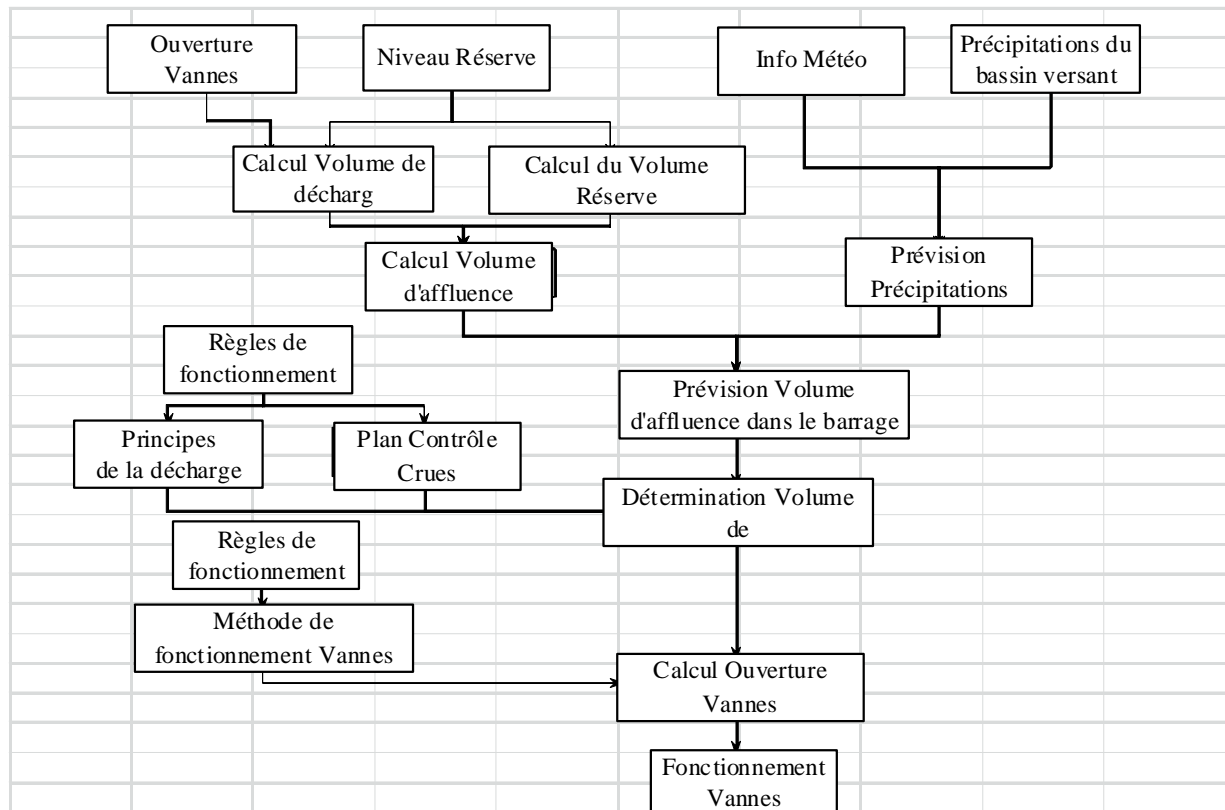 Ouverture
Vannes
Niveau Réserve
Info Météo
Précipitations du
bassin versant
Calcul Volume de
décharg
Calcul du Volume
Réserve
Calcul Volume
d'affluence
Prévision
Précipitations
Règles de
fonctionnement
Prévision Volume
d'affluence dans le barrage
Principes
de la décharge
Plan Contrôle
Crues
Détermination Volume
de
Règles de
fonctionnement
Méthode de
fonctionnement Vannes
Calcul Ouverture
Vannes
Fonctionnement
Vannes